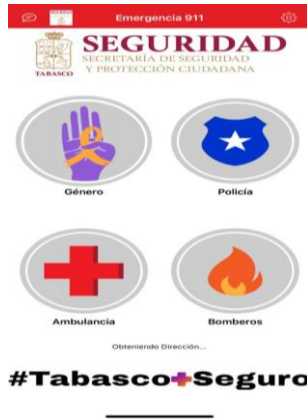 Emergencia 911
SEGURIDAD
SECRETARÍA DE SEGURIDAD
Y PROTECCIÓN CIUDADANA
TABASCO
Género
Policía
Ambulancia
Bomberos
Obteniendo Dirección...
#Tabasco+Seguro